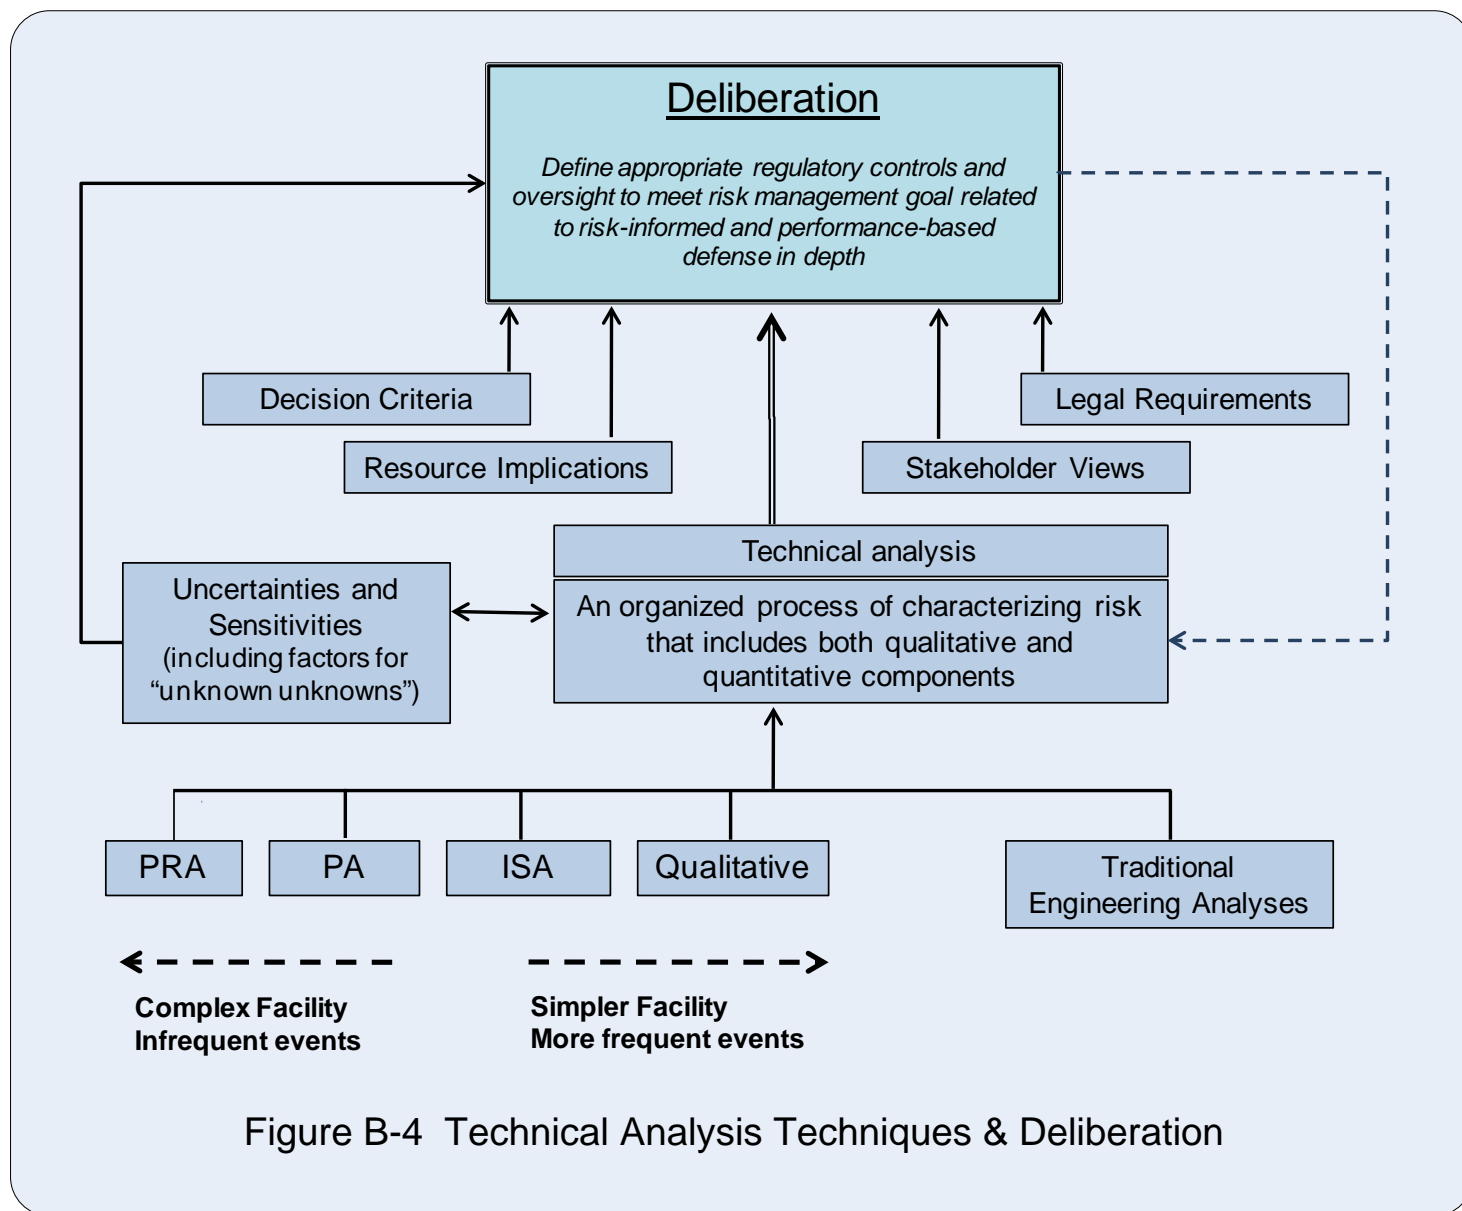 Deliberation
Define appropriate regulatory controls and
oversight to meet risk management goal related
to risk-informed and performance-based
defense in depth
Decision Criteria
Legal Requirements
Resource Implications
Stakeholder Views
Technical analysis
An organized process of characterizing risk
that includes both qualitative and
quantitative components
Uncertainties and
Sensitivities
(including factors for
“unknown unknowns”)
PRA
PA
ISA
Qualitative
Traditional
Engineering Analyses
Complex Facility
Infrequent events
Simpler Facility
More frequent events
Figure B-4 Technical Analysis Techniques & Deliberation